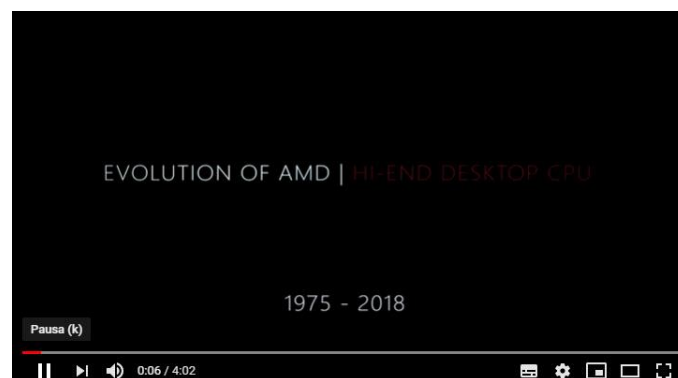 EVOLUTION OF AMD | HI-END DESKTOP CPU
1975 - 2018
Pausa (k)
0:06 / 4:02